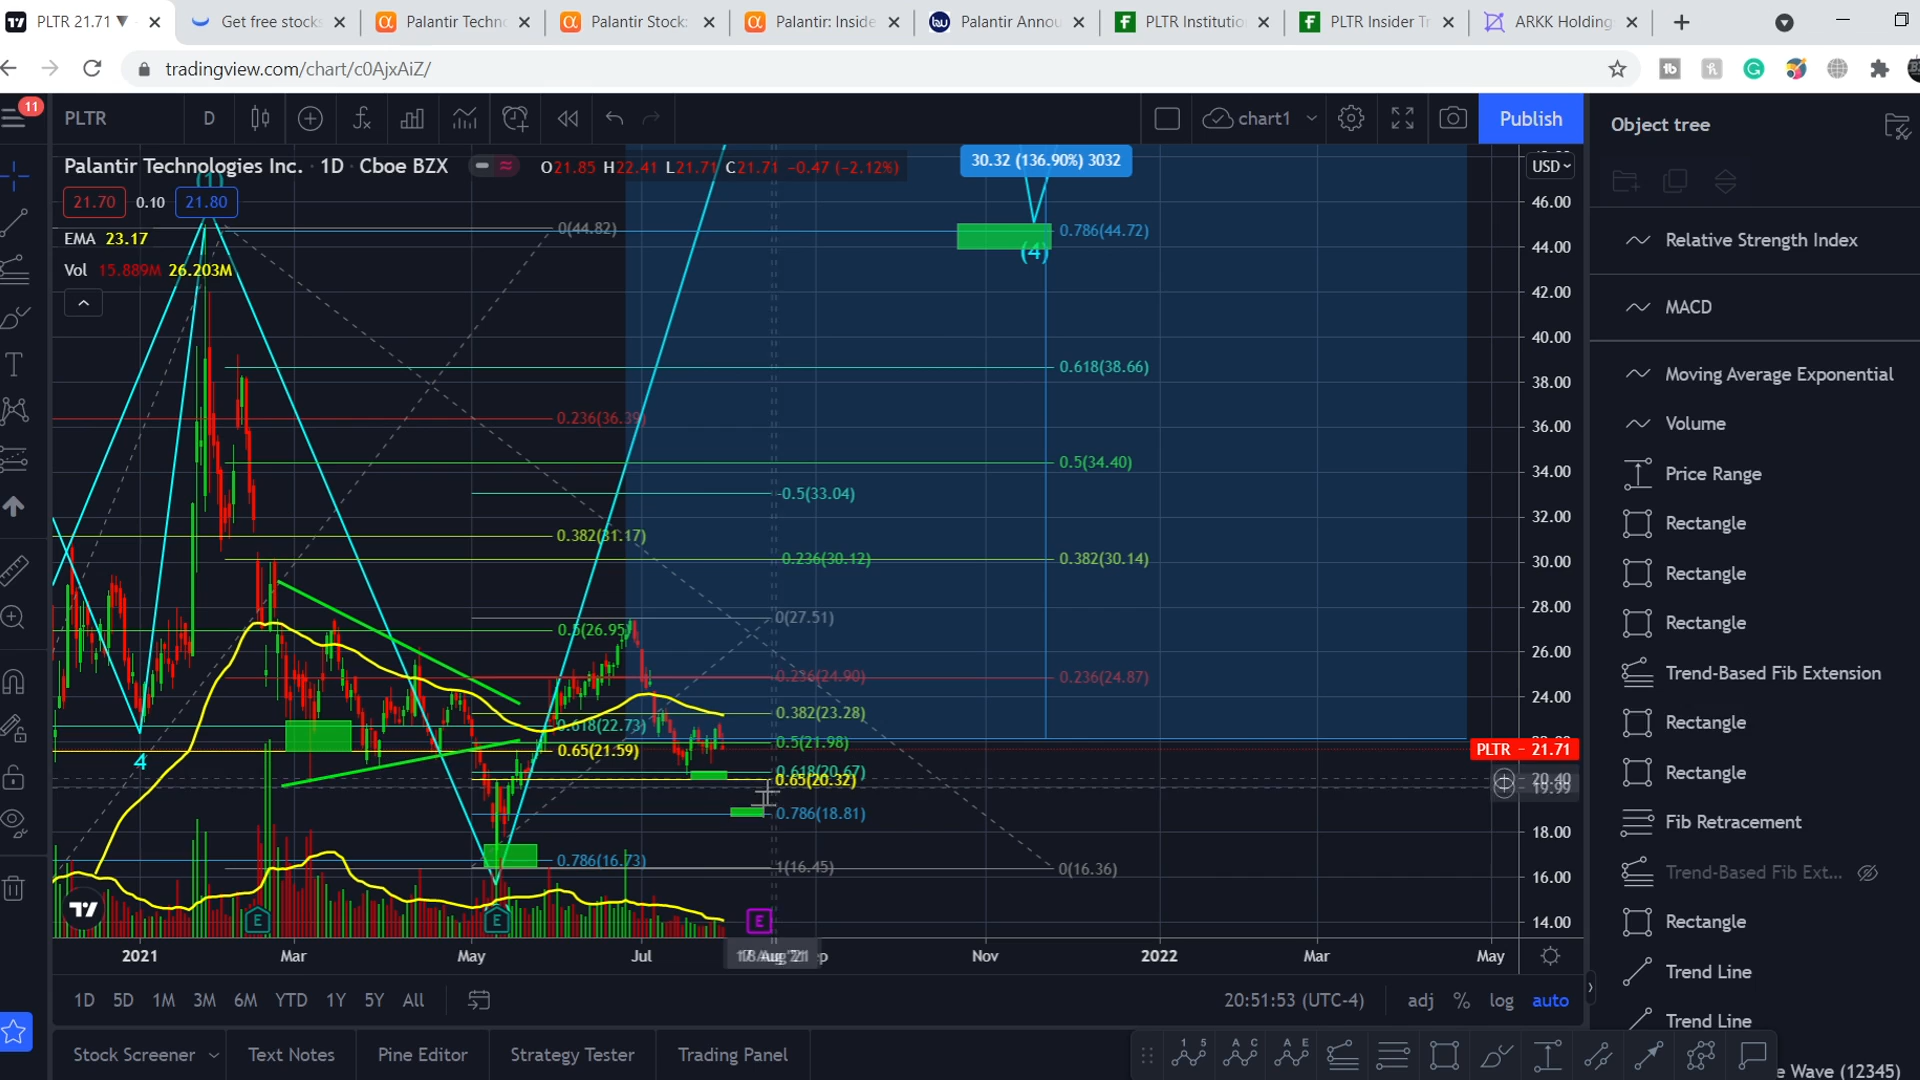 PLTR 21.71 ▼
Get free stocks
Palantir Techno
Palantir Stock:
Palantir: Inside
Palantir Annou
PLTR Institutio
PLTR Insider Tr
ARKK Holding
tradingview.com/chart/c0AjxAiZ/
11
PLTR
D
chart1
Publish
Object tree
Palantir Technologies Inc. · 1D · Cboe BZX
O21.85 H22.41 L21.71 C21.71 −0.47 (−2.12%)
30.32 (136.90%) 3032
USD
21.70
0.10
21.80
EMA 23.17
Vol 15.889M 26.203M
(1)
46.00
44.00
42.00
40.00
38.00
36.00
34.00
32.00
30.00
28.00
26.00
24.00
PLTR − 21.71
20.40
19.99
18.00
16.00
14.00
0(44.82)
0.786(44.72)
(4)
0.618(38.66)
0.236(36.39)
0.5(34.40)
-0.5(33.04)
0.382(31.17)
-0.236(30.12)
0.382(30.14)
0(27.51)
0.5(26.95)
0.236(24.90)
0.236(24.87)
0.382(23.28)
0.618(22.73)
0.5(21.98)
0.65(21.59)
4
0.618(20.67)
0.65(20.32)
0.786(18.81)
0.786(16.73)
1(16.45)
0(16.36)
E
E
E
2021
Mar
May
Jul
Nov
2022
Mar
May
1D
5D
1M
3M
6M
YTD
1Y
5Y
All
20:51:53 (UTC-4)
adj
%
log
auto
Stock Screener
Text Notes
Pine Editor
Strategy Tester
Trading Panel
Relative Strength Index
MACD
Moving Average Exponential
Volume
Price Range
Rectangle
Rectangle
Rectangle
Trend-Based Fib Extension
Rectangle
Rectangle
Fib Retracement
Trend-Based Fib Ext...
Rectangle
Trend Line
Trend Line
e Wave (12345)